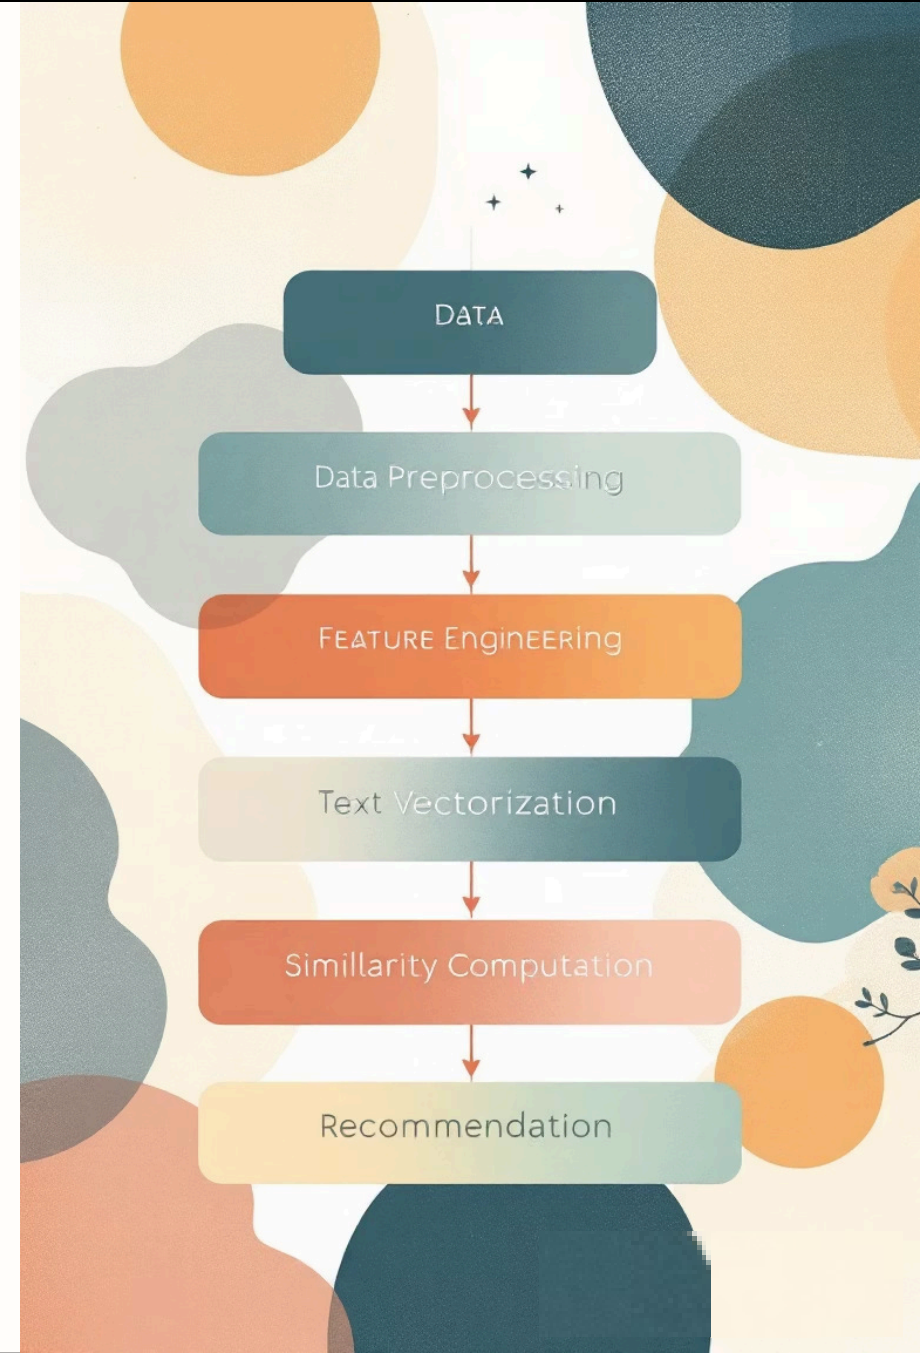 Data
Data Preprocessing
Feature Engineering
Text Vectorization
Simillarity Computation
Recommendation